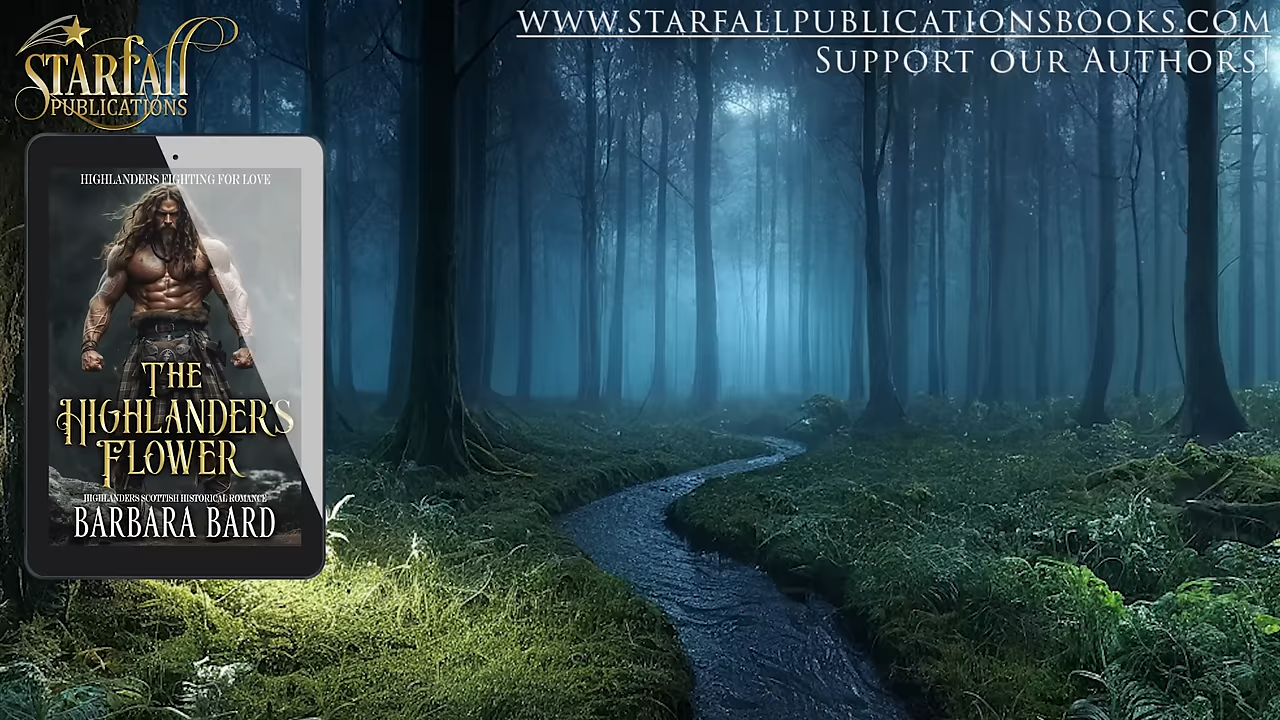 STARfall
PUBLICATIONS
WWW.STARFALLPUBLICATIONSBOOKS.COM
SUPPORT OUR AUTHORS!
HIGHLANDERS FIGHTING FOR LOVE
THE
HIGHLANDER'S
FLOWER
HIGHLANDERS SCOTTISH HISTORICAL ROMANCE
BARBARA BARD